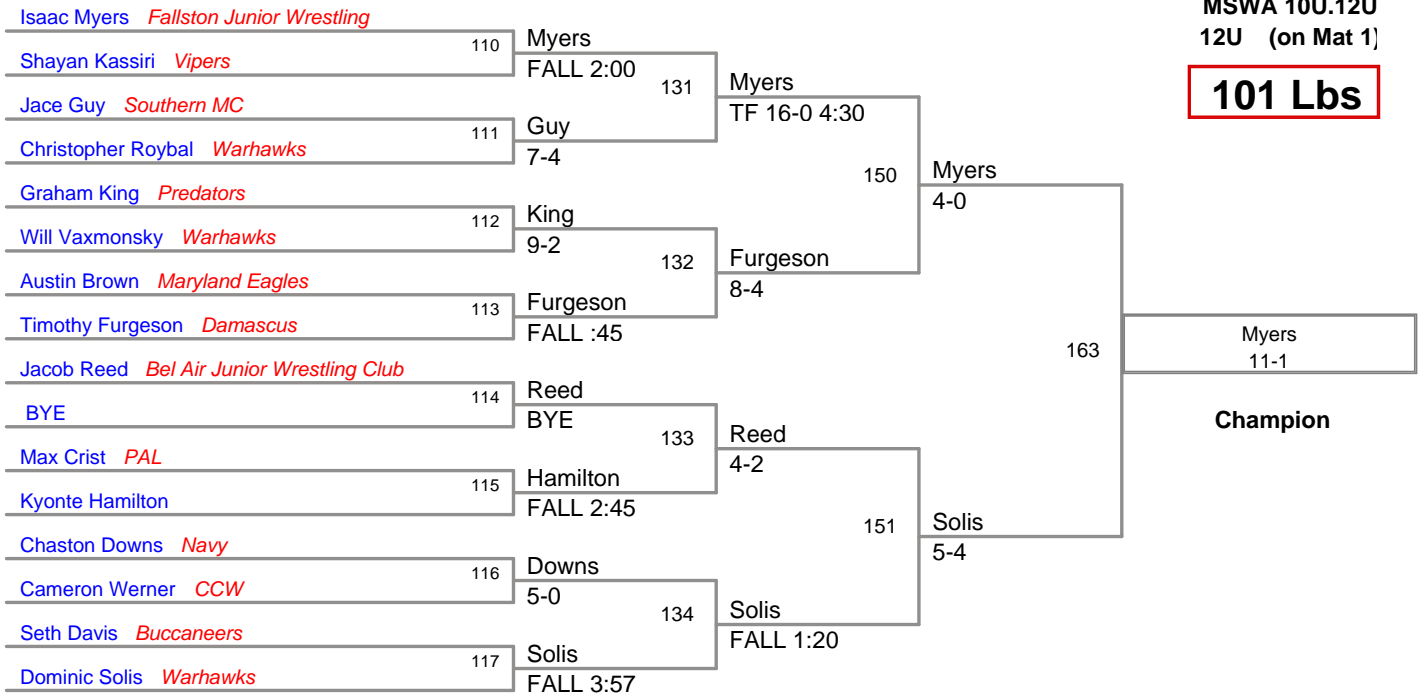 MSWA 10U.12U
12U (on Mat 1)
101 Lbs
Isaac Myers Fallston Junior Wrestling
110
Myers
FALL 2:00
Shayan Kassiri Vipers
131
Myers
TF 16-0 4:30
Jace Guy Southern MC
111
Guy
7-4
Christopher Roybal Warhawks
150
Myers
4-0
Graham King Predators
112
King
9-2
Will Vaxmonsky Warhawks
132
Furgeson
8-4
Austin Brown Maryland Eagles
113
Furgeson
FALL :45
Timothy Furgeson Damascus
163
Myers
11-1
Champion
Jacob Reed Bel Air Junior Wrestling Club
114
Reed
BYE
BYE
133
Reed
4-2
Max Crist PAL
115
Hamilton
FALL 2:45
Kyonte Hamilton
151
Solis
5-4
Chaston Downs Navy
116
Downs
5-0
Cameron Werner CCW
134
Solis
FALL 1:20
Seth Davis Buccaneers
117
Solis
FALL 3:57
Dominic Solis Warhawks